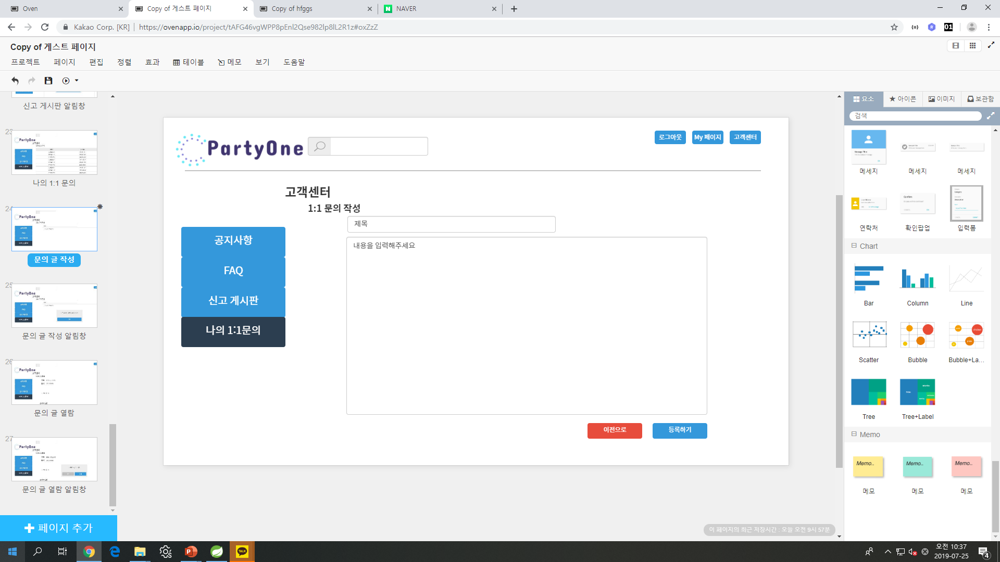 Oven
Copy of 게스트 페이지
Copy of hfggs
NAVER
Kakao Corp. [KR]
https://ovenapp.io/project/tAFG46vgWPP8pEnl2Qse982lp8lL2R1z#oxZzZ
01
Copy of 게스트 페이지
프로젝트 페이지 편집 정렬 효과 테이블 메모 보기 도움말
신고 게시판 알림창
23
PartyOne
나의 1:1 문의
24
PartyOne
문의 글 작성
25
PartyOne
문의 글 작성 알림창
26
PartyOne
문의 글 열람
27
PartyOne
문의 글 열람 알림창
페이지 추가
PartyOne
로그아웃 My 페이지 고객센터
고객센터
1:1 문의 작성
제목
내용을 입력해주세요
공지사항
FAQ
신고 게시판
나의 1:1문의
이전으로 등록하기
이 페이지의 최근 저장시간 : 오늘 오전 9시 57분
요소 아이콘 이미지 보관함
검색
메세지 메세지 메세지
연락처 확인팝업 입력폼
Chart
Bar Column Line
Scatter Bubble Bubble+La...
Tree Tree+Label
Memo
Memo.. Memo.. Memo..
메모 메모 메모
TALK
오전 10:37
2019-07-25
4